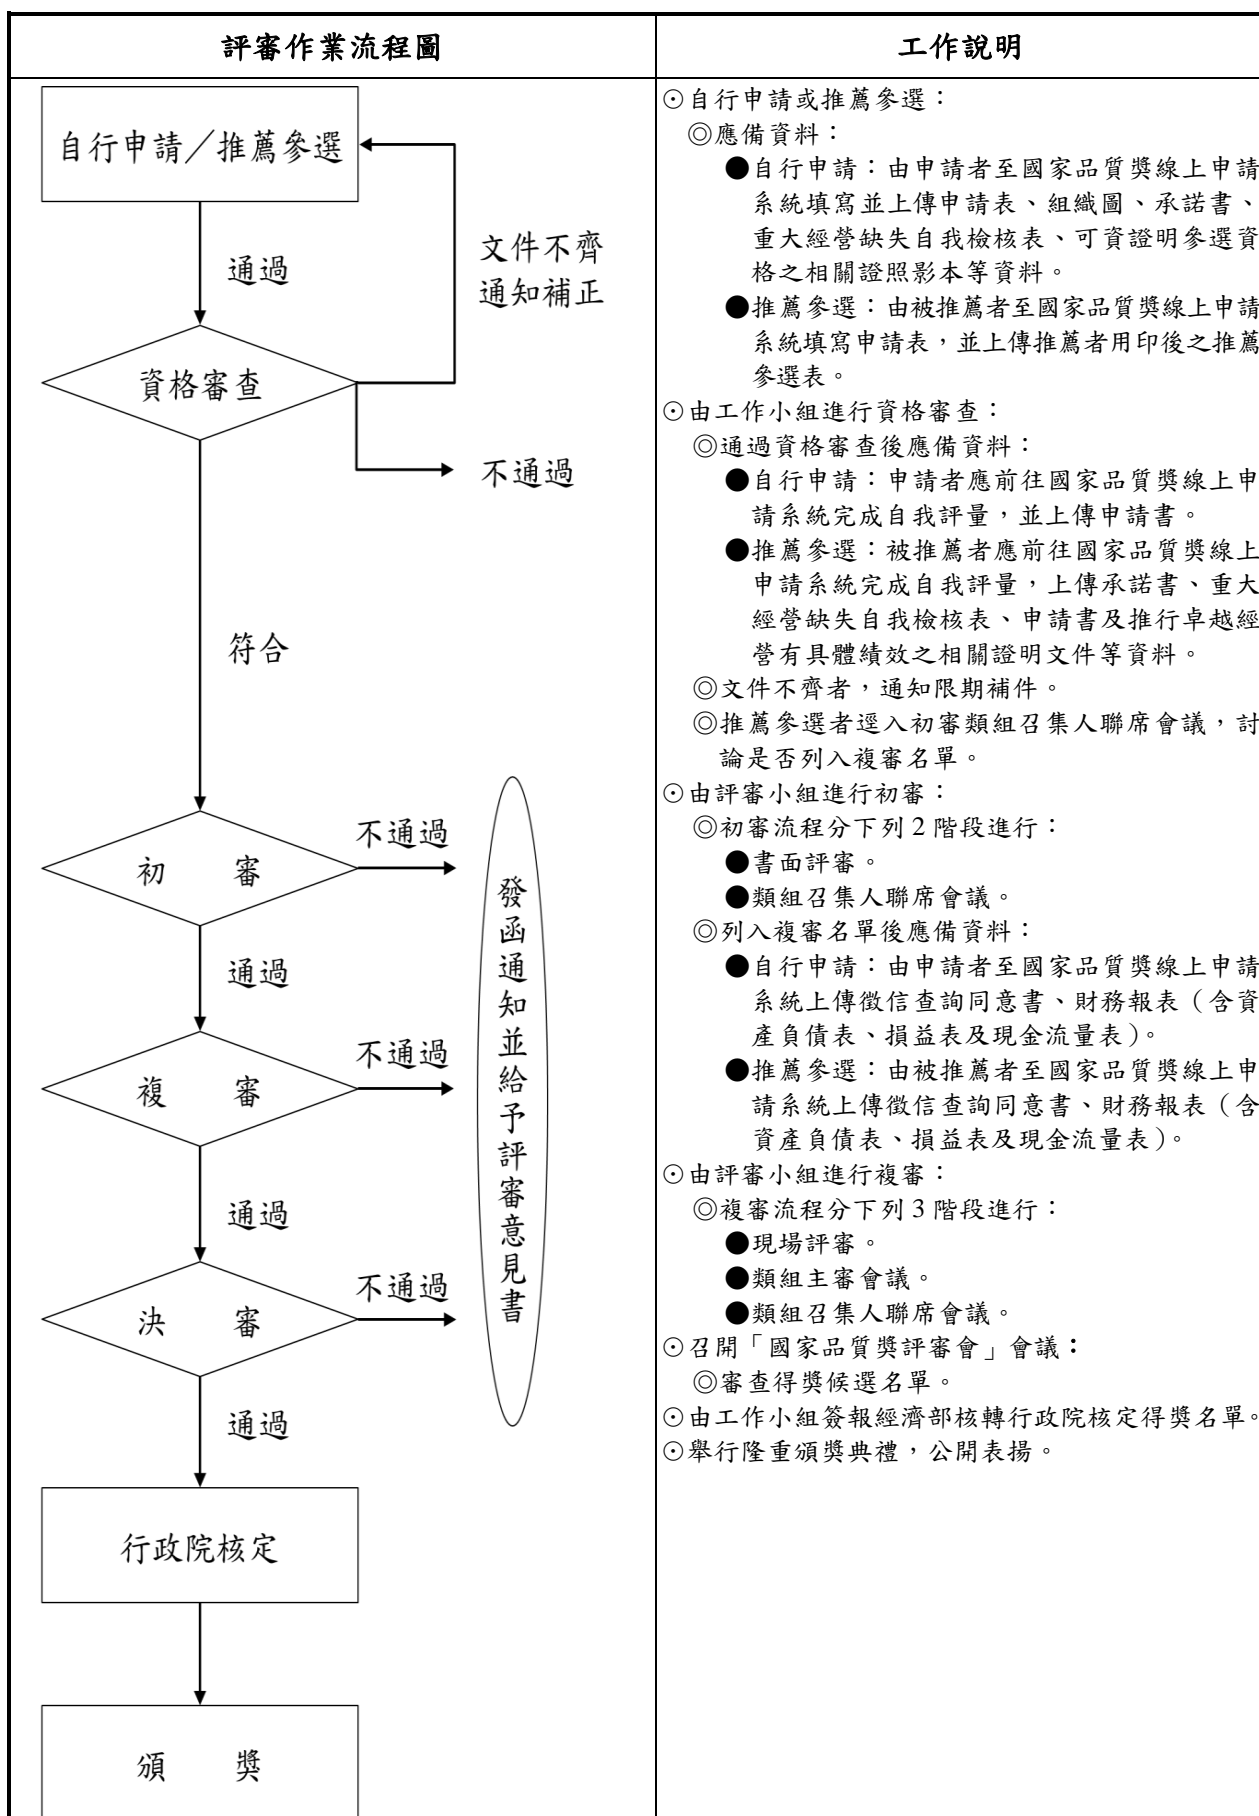 評審作業流程圖
工作說明
自行申請／推薦參選
通過
文件不齊
通知補正
資格審查
不通過
符合
初　審
不通過
通過
複　審
不通過
通過
決　審
不通過
通過
發函通知並給予評審意見書
行政院核定
頒　獎
⊙自行申請或推薦參選：
◎應備資料：
●自行申請：由申請者至國家品質獎線上申請
系統填寫並上傳申請表、組織圖、承諾書、
重大經營缺失自我檢核表、可資證明參選資
格之相關證照影本等資料。
●推薦參選：由被推薦者至國家品質獎線上申請
系統填寫申請表，並上傳推薦者用印後之推薦
參選表。
⊙由工作小組進行資格審查：
◎通過資格審查後應備資料：
●自行申請：申請者應前往國家品質獎線上申
請系統完成自我評量，並上傳申請書。
●推薦參選：被推薦者應前往國家品質獎線上
申請系統完成自我評量，上傳承諾書、重大
經營缺失自我檢核表、申請書及推行卓越經
營有具體績效之相關證明文件等資料。
◎文件不齊者，通知限期補件。
◎推薦參選者逕入初審類組召集人聯席會議，討
論是否列入複審名單。
⊙由評審小組進行初審：
◎初審流程分下列2階段進行：
●書面評審。
●類組召集人聯席會議。
◎列入複審名單後應備資料：
●自行申請：由申請者至國家品質獎線上申請
系統上傳徵信查詢同意書、財務報表（含資
產負債表、損益表及現金流量表）。
●推薦參選：由被推薦者至國家品質獎線上申
請系統上傳徵信查詢同意書、財務報表（含
資產負債表、損益表及現金流量表）。
⊙由評審小組進行複審：
◎複審流程分下列3階段進行：
●現場評審。
●類組主審會議。
●類組召集人聯席會議。
⊙召開「國家品質獎評審會」會議：
◎審查得獎候選名單。
⊙由工作小組簽報經濟部核轉行政院核定得獎名單。
⊙舉行隆重頒獎典禮，公開表揚。